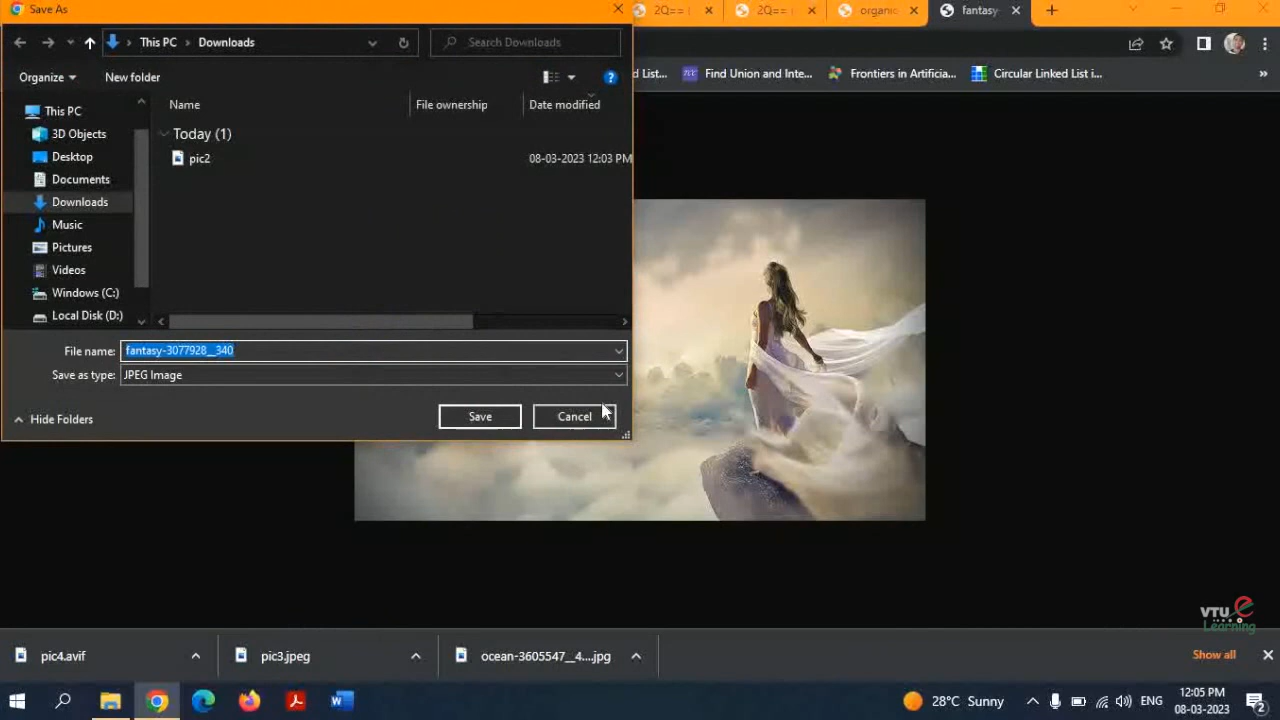 Save As
2Q==
2Q==
organic
fantasy
This PC
Downloads
Search Downloads
Organize
New folder
d List...
Find Union and Inte...
Frontiers in Artificia...
Circular Linked List i...
»
Name
File ownership
Date modified
This PC
3D Objects
Desktop
Documents
Downloads
Music
Pictures
Videos
Windows (C:)
Local Disk (D:)
Today (1)
pic2
08-03-2023 12:03 PM
File name:
fantasy-3077928__340
Save as type:
JPEG Image
Hide Folders
Save
Cancel
VTU e
Learning
pic4.avif
pic3.jpeg
ocean-3605547__4....jpg
Show all
28°C Sunny
ENG
12:05 PM
08-03-2023
2